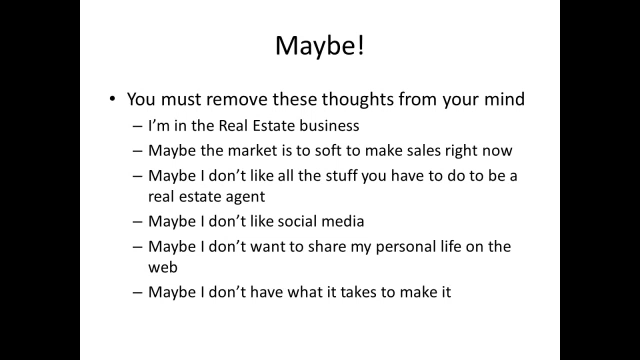 Maybe!
• You must remove these thoughts from your mind
– I'm in the Real Estate business
– Maybe the market is to soft to make sales right now
– Maybe I don't like all the stuff you have to do to be a
real estate agent
– Maybe I don't like social media
– Maybe I don't want to share my personal life on the
web
– Maybe I don't have what it takes to make it